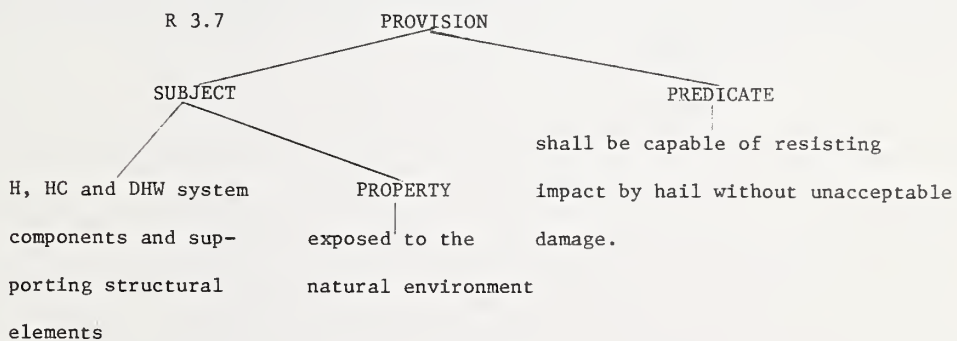 R 3.7 PROVISION
SUBJECT PREDICATE
shall be capable of resisting
H, HC and DHW system PROPERTY impact by hail without unacceptable
components and sup- exposed to the damage.
porting structural natural environment
elements